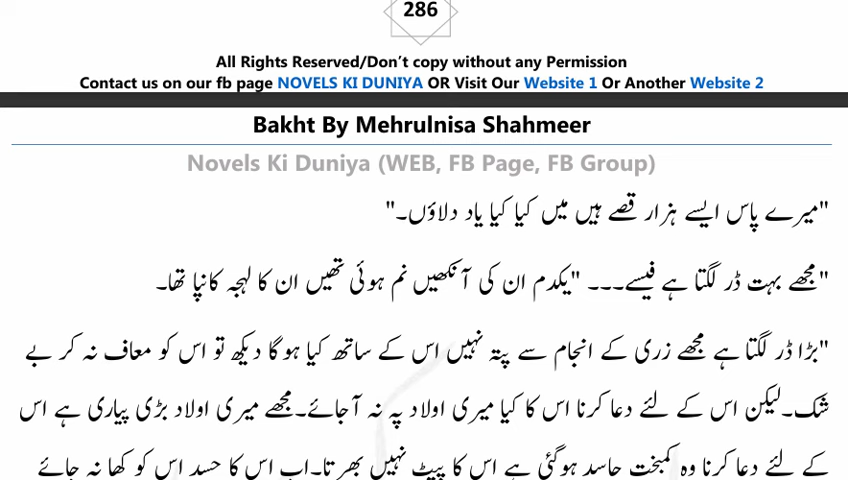 286
All Rights Reserved/Don't copy without any Permission
Contact us on our fb page NOVELS KI DUNIYA OR Visit Our Website 1 Or Another Website 2
Bakht By Mehrulnisa Shahmeer
Novels Ki Duniya (WEB, FB Page, FB Group)
"میرے پاس ایسے ہزار قصے ہیں میں کیا کیا یاد دلاؤں۔"
"مجھے بہت ڈر لگتا ہے فیسے۔۔۔ "یکدم ان کی آنکھیں نم ہوئی تھیں ان کا لہجہ کانپا تھا۔
"بڑا ڈر لگتا ہے مجھے زری کے انجام سے پتہ نہیں اس کے ساتھ کیا ہوگا دیکھ تو اس کو معاف نہ کر بے
شک۔لیکن اس کے لئے دعا کرنا اس کا کیا میری اولاد پہ نہ آجائے۔مجھے میری اولاد بڑی پیاری ہے اس
کے لئے دعا کرنا وہ کمبخت حاسد ہوگئی ہے اس کا پیٹ نہیں بھرتا۔اب اس کا حسد اس کو کھا نہ جائے